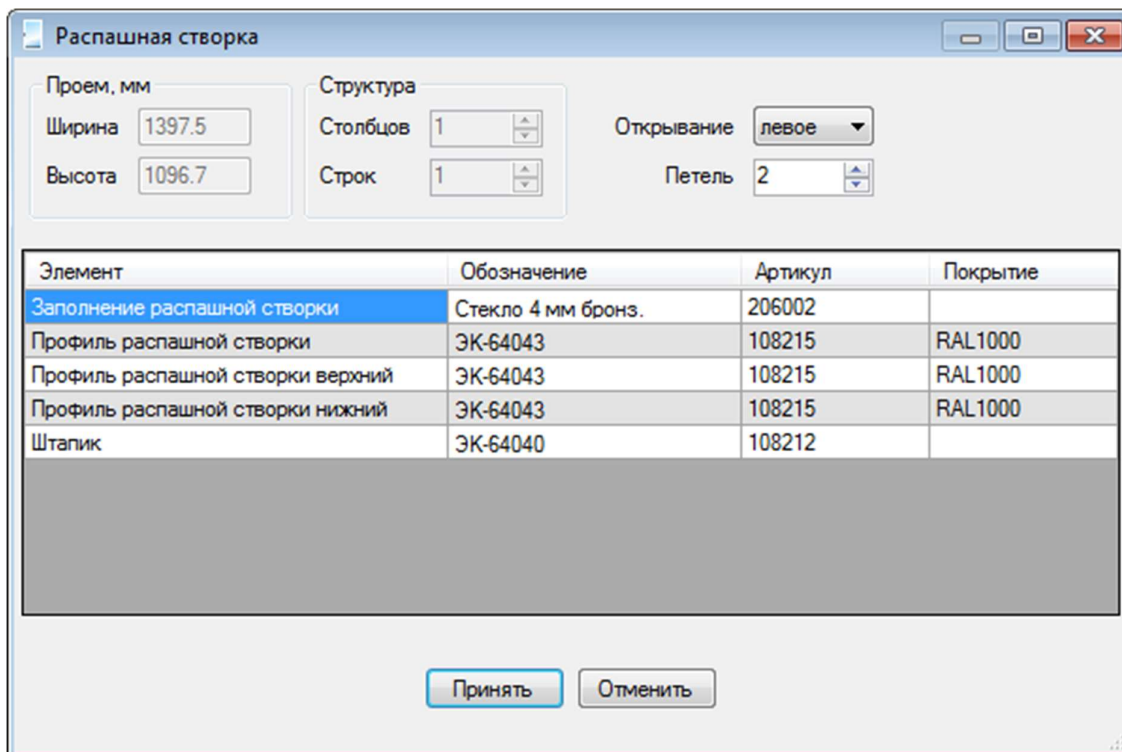 Распашная створка
Проем, мм Структура
Ширина 1397.5 Столбцов 1 Открывание левое
Высота 1096.7 Строк 1 Петель 2
Элемент Обозначение Артикул Покрытие
Заполнение распашной створки Стекло 4 мм бронз. 206002
Профиль распашной створки ЭК-64043 108215 RAL1000
Профиль распашной створки верхний ЭК-64043 108215 RAL1000
Профиль распашной створки нижний ЭК-64043 108215 RAL1000
Штапик ЭК-64040 108212
Принять Отменить